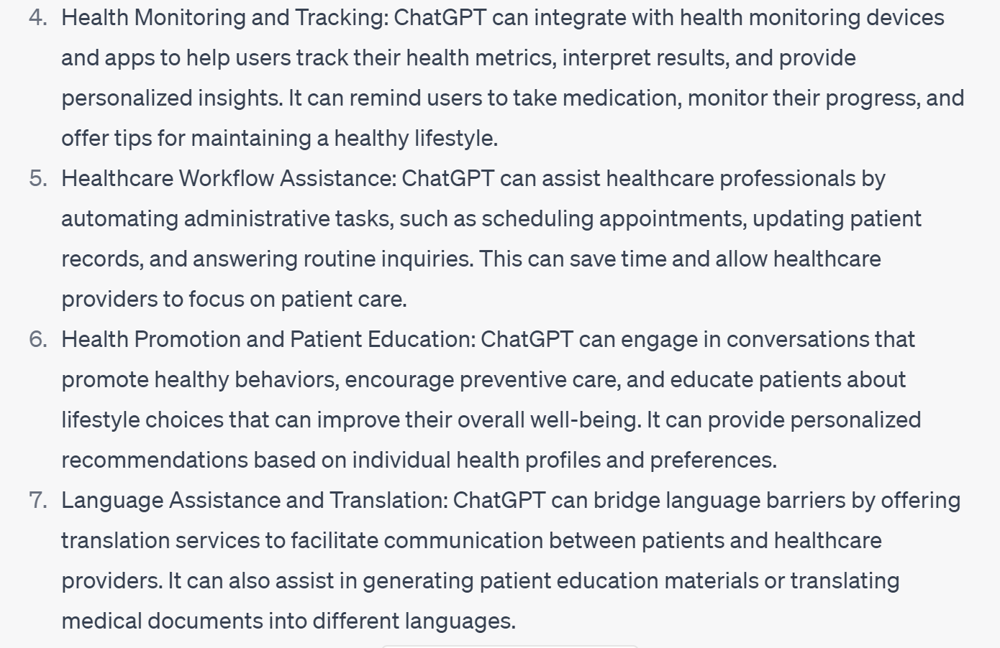 4. Health Monitoring and Tracking: ChatGPT can integrate with health monitoring devices
and apps to help users track their health metrics, interpret results, and provide
personalized insights. It can remind users to take medication, monitor their progress, and
offer tips for maintaining a healthy lifestyle.
5. Healthcare Workflow Assistance: ChatGPT can assist healthcare professionals by
automating administrative tasks, such as scheduling appointments, updating patient
records, and answering routine inquiries. This can save time and allow healthcare
providers to focus on patient care.
6. Health Promotion and Patient Education: ChatGPT can engage in conversations that
promote healthy behaviors, encourage preventive care, and educate patients about
lifestyle choices that can improve their overall well-being. It can provide personalized
recommendations based on individual health profiles and preferences.
7. Language Assistance and Translation: ChatGPT can bridge language barriers by offering
translation services to facilitate communication between patients and healthcare
providers. It can also assist in generating patient education materials or translating
medical documents into different languages.